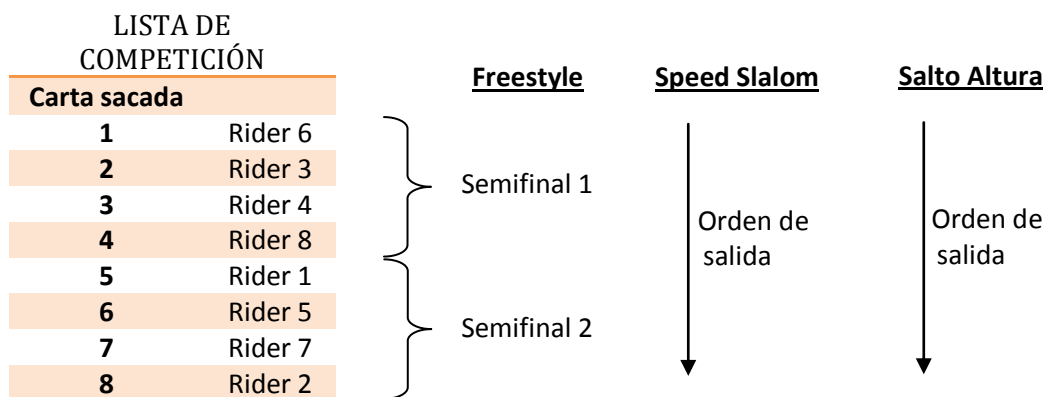 LISTA DE
COMPETICIÓN
Freestyle Speed Slalom Salto Altura
Carta sacada
1 Rider 6
2 Rider 3
3 Rider 4
4 Rider 8
5 Rider 1
6 Rider 5
7 Rider 7
8 Rider 2
Semifinal 1
Semifinal 2
Orden de
salida
Orden de
salida